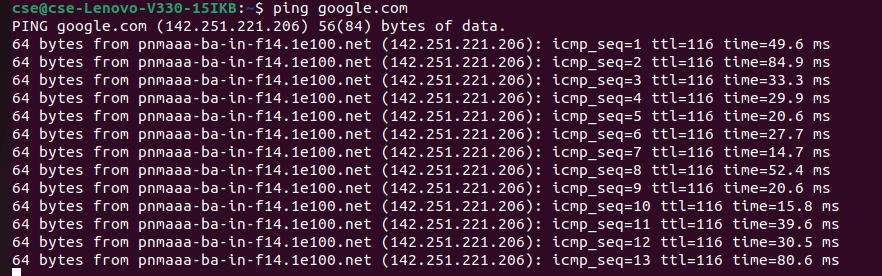 cse@cse-Lenovo-V330-15IKB:~$ ping google.com
PING google.com (142.251.221.206) 56(84) bytes of data.
64 bytes from pnmaaa-ba-in-f14.1e100.net (142.251.221.206): icmp_seq=1 ttl=116 time=49.6 ms
64 bytes from pnmaaa-ba-in-f14.1e100.net (142.251.221.206): icmp_seq=2 ttl=116 time=84.9 ms
64 bytes from pnmaaa-ba-in-f14.1e100.net (142.251.221.206): icmp_seq=3 ttl=116 time=33.3 ms
64 bytes from pnmaaa-ba-in-f14.1e100.net (142.251.221.206): icmp_seq=4 ttl=116 time=29.9 ms
64 bytes from pnmaaa-ba-in-f14.1e100.net (142.251.221.206): icmp_seq=5 ttl=116 time=20.6 ms
64 bytes from pnmaaa-ba-in-f14.1e100.net (142.251.221.206): icmp_seq=6 ttl=116 time=27.7 ms
64 bytes from pnmaaa-ba-in-f14.1e100.net (142.251.221.206): icmp_seq=7 ttl=116 time=14.7 ms
64 bytes from pnmaaa-ba-in-f14.1e100.net (142.251.221.206): icmp_seq=8 ttl=116 time=52.4 ms
64 bytes from pnmaaa-ba-in-f14.1e100.net (142.251.221.206): icmp_seq=9 ttl=116 time=20.6 ms
64 bytes from pnmaaa-ba-in-f14.1e100.net (142.251.221.206): icmp_seq=10 ttl=116 time=15.8 ms
64 bytes from pnmaaa-ba-in-f14.1e100.net (142.251.221.206): icmp_seq=11 ttl=116 time=39.6 ms
64 bytes from pnmaaa-ba-in-f14.1e100.net (142.251.221.206): icmp_seq=12 ttl=116 time=30.5 ms
64 bytes from pnmaaa-ba-in-f14.1e100.net (142.251.221.206): icmp_seq=13 ttl=116 time=80.6 ms